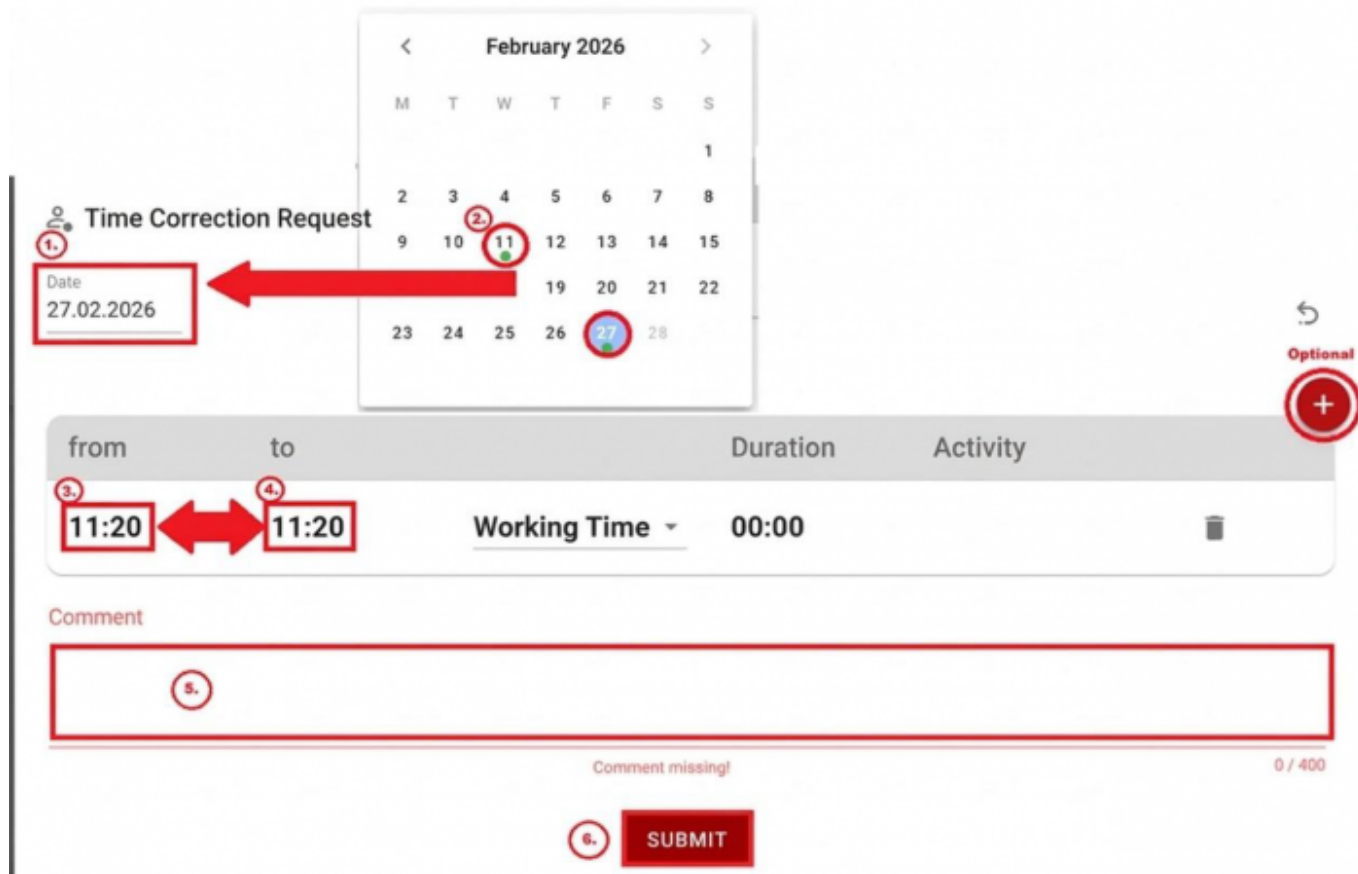 February 2026
M T W T F S S
1
2 3 4 5 6 7 8
Time Correction Request
1.
2.
9 10 11 12 13 14 15
Date
27.02.2026
19 20 21 22
23 24 25 26 27 28
Optional
+
from to Duration Activity
3. 4.
11:20 11:20 Working Time 00:00
Comment
5.
Comment missing! 0 / 400
6. SUBMIT